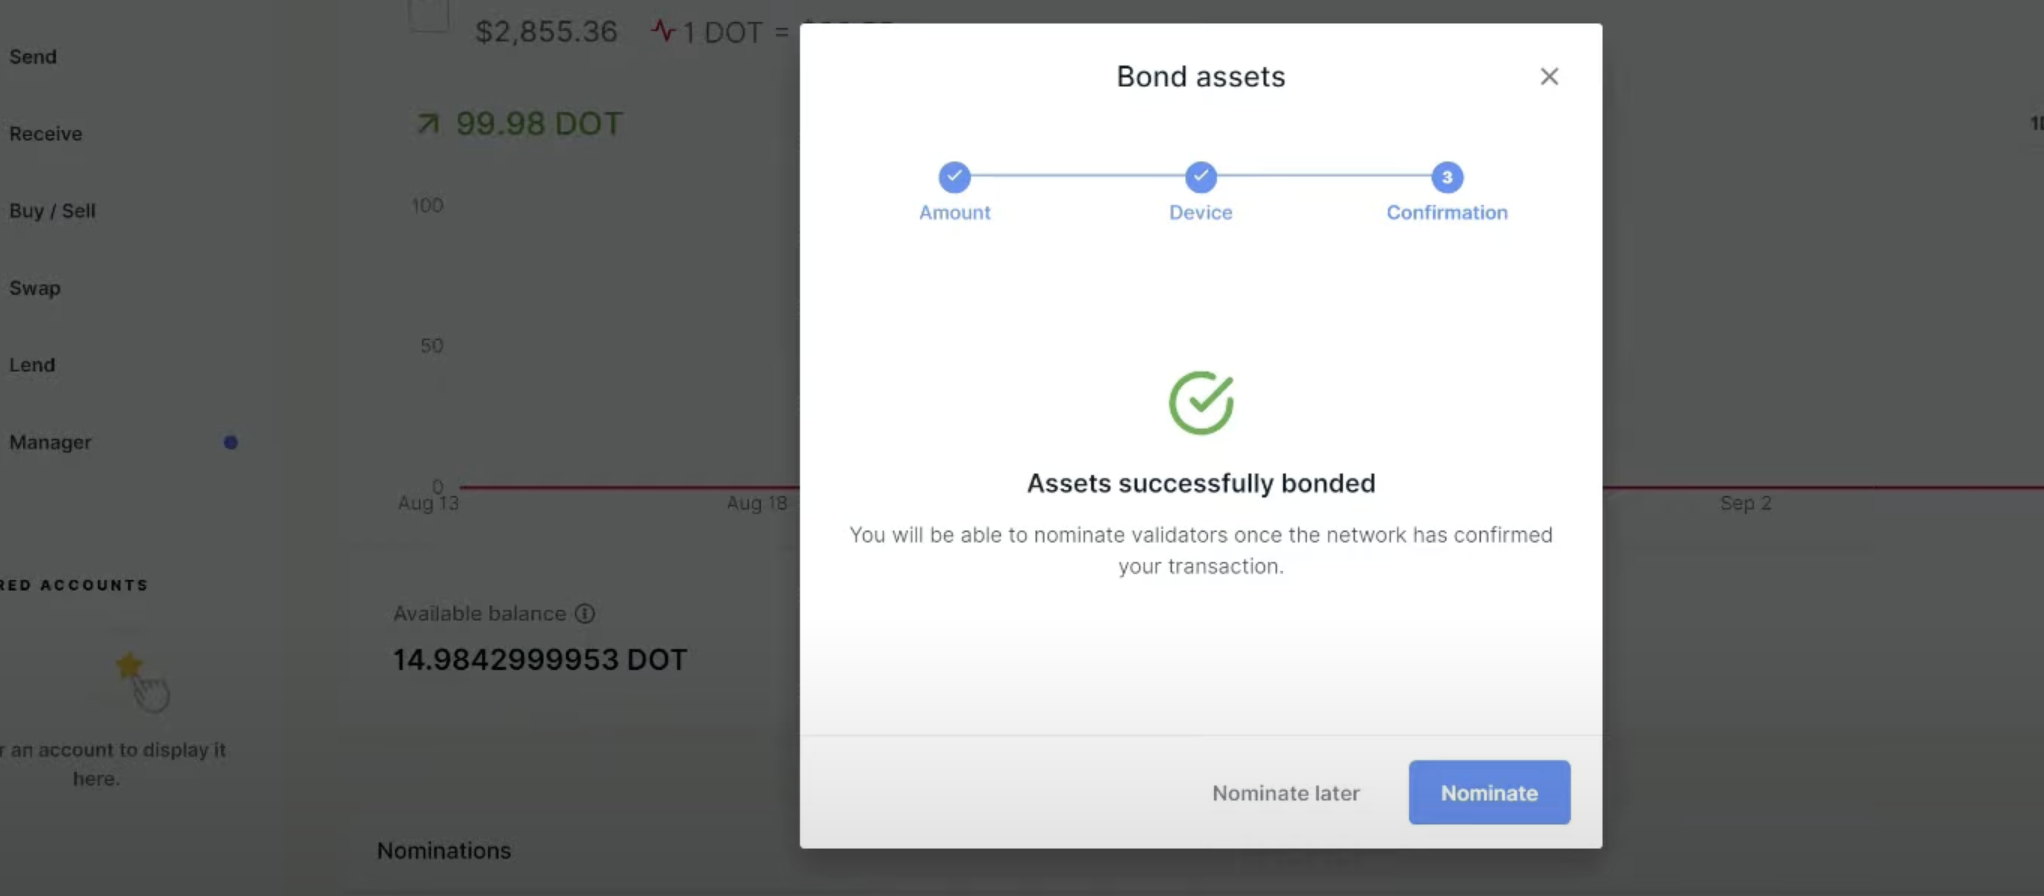 Send
Receive
Buy / Sell
Swap
Lend
Manager
ACCOUNTS
an account to display it
here.
$2,855.36
1 DOT =
99.98 DOT
100
50
0
Aug 13
Aug 18
Sep 2
Available balance
14.9842999953 DOT
Nominations
Bond assets
Amount
Device
3
Confirmation
Assets successfully bonded
You will be able to nominate validators once the network has confirmed
your transaction.
Nominate later
Nominate